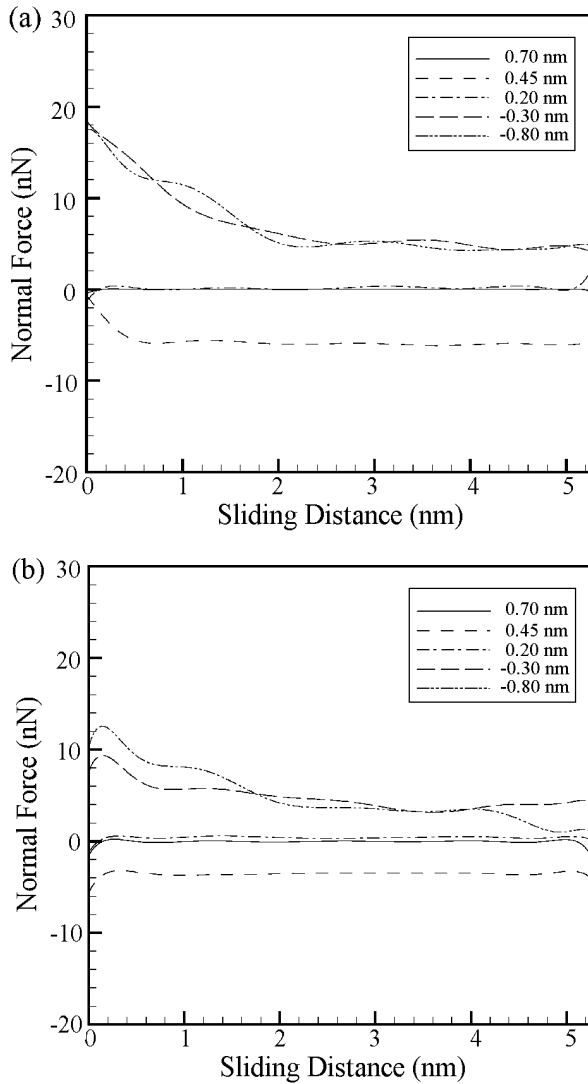 (a)
30
20
10
0
-10
-20
Normal Force (nN)
0.70 nm
0.45 nm
0.20 nm
-0.30 nm
-0.80 nm
0 1 2 3 4 5
Sliding Distance (nm)
(b)
30
20
10
0
-10
-20
Normal Force (nN)
0.70 nm
0.45 nm
0.20 nm
-0.30 nm
-0.80 nm
0 1 2 3 4 5
Sliding Distance (nm)